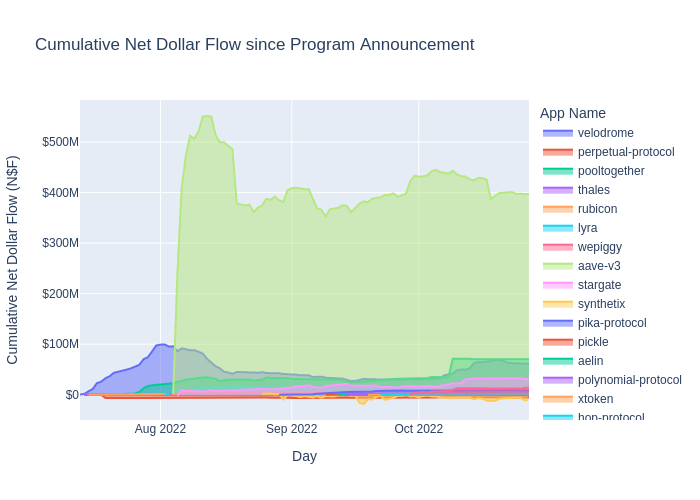 Cumulative Net Dollar Flow since Program Announcement
App Name
velodrome
perpetual-protocol
pooltogether
thales
rubicon
lyra
wepiggy
aave-v3
stargate
synthetix
pika-protocol
pickle
aelin
polynomial-protocol
xtoken
hop-protocol
Cumulative Net Dollar Flow (N$F)
$500M
$400M
$300M
$200M
$100M
$0
Aug 2022
Sep 2022
Oct 2022
Day